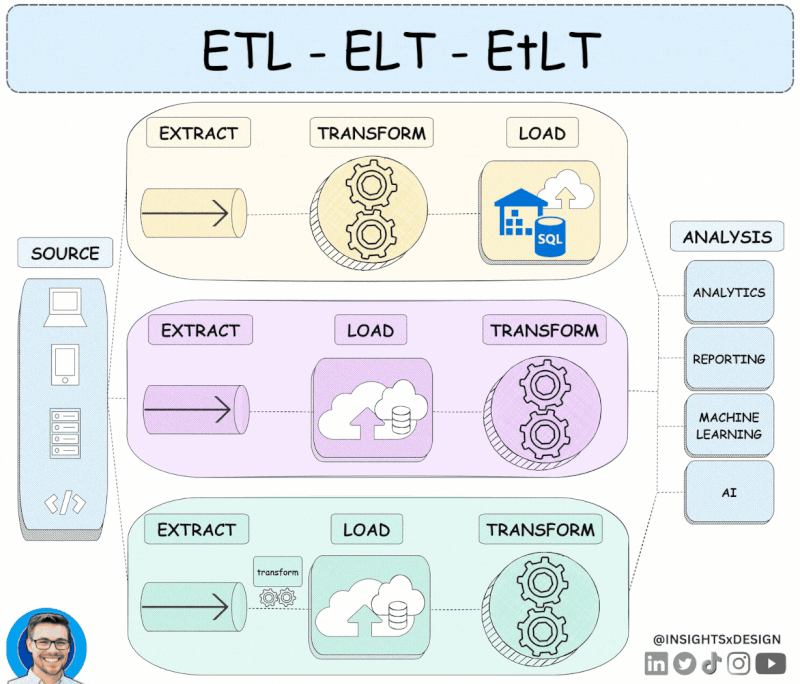 ETL - ELT - EtLT
EXTRACT
TRANSFORM
LOAD
SQL
SOURCE
EXTRACT
LOAD
TRANSFORM
EXTRACT
transform
LOAD
TRANSFORM
ANALYSIS
ANALYTICS
REPORTING
MACHINE
LEARNING
AI
@INSIGHTSxDESIGN